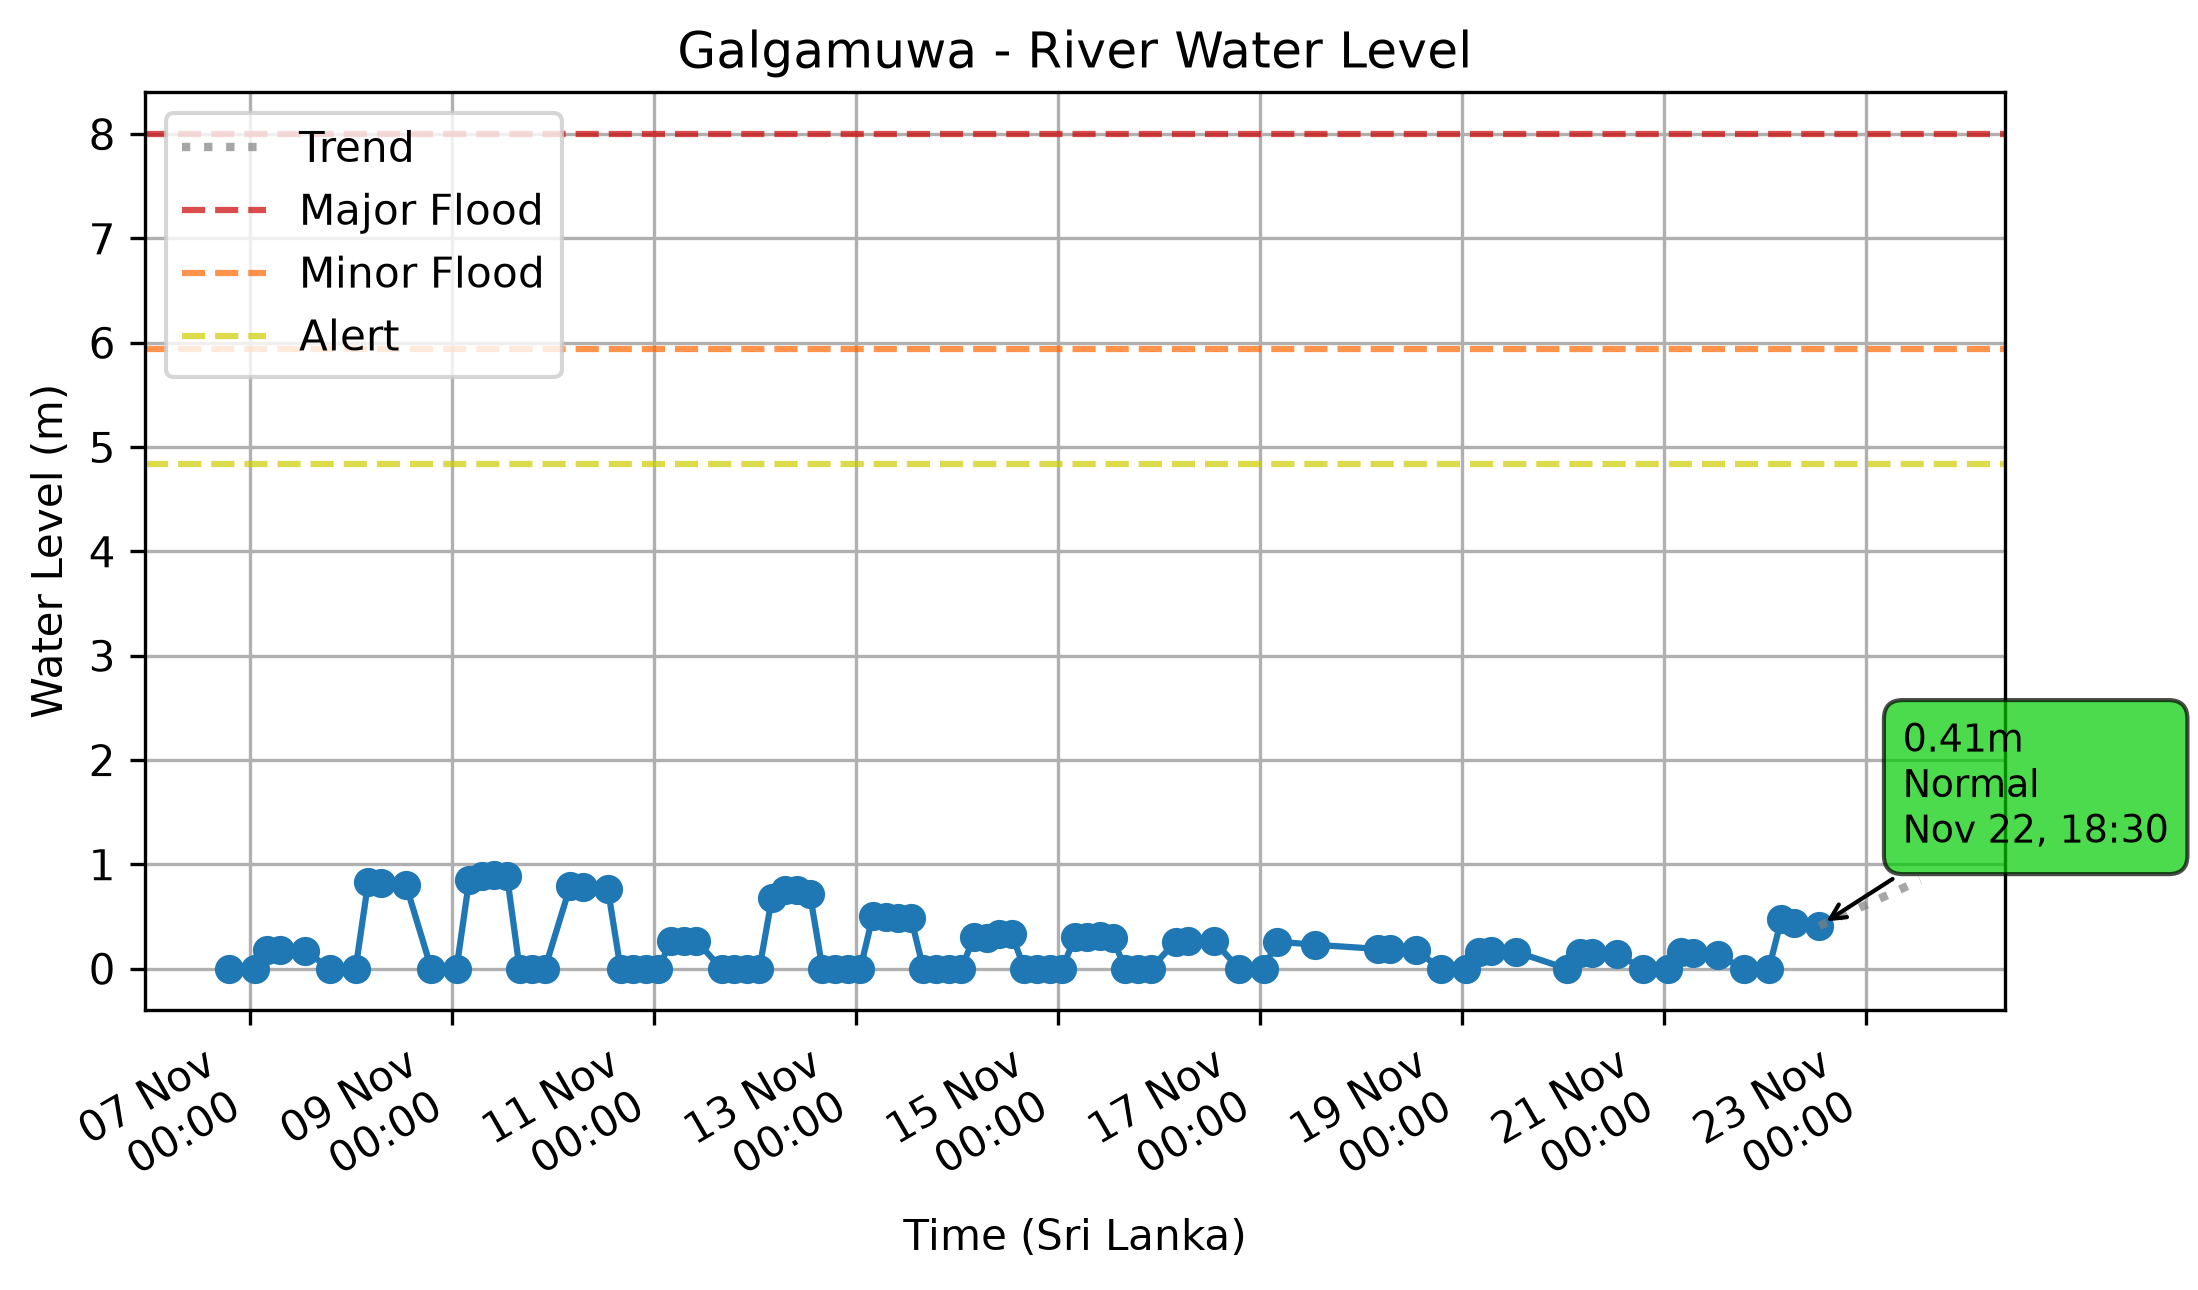 Galgamuwa - River Water Level
Trend
Major Flood
Minor Flood
Alert
Water Level (m)
8
7
6
5
4
3
2
1
0
0.41m
Normal
Nov 22, 18:30
07 Nov
00:00
09 Nov
00:00
11 Nov
00:00
13 Nov
00:00
15 Nov
00:00
17 Nov
00:00
19 Nov
00:00
21 Nov
00:00
23 Nov
00:00
Time (Sri Lanka)